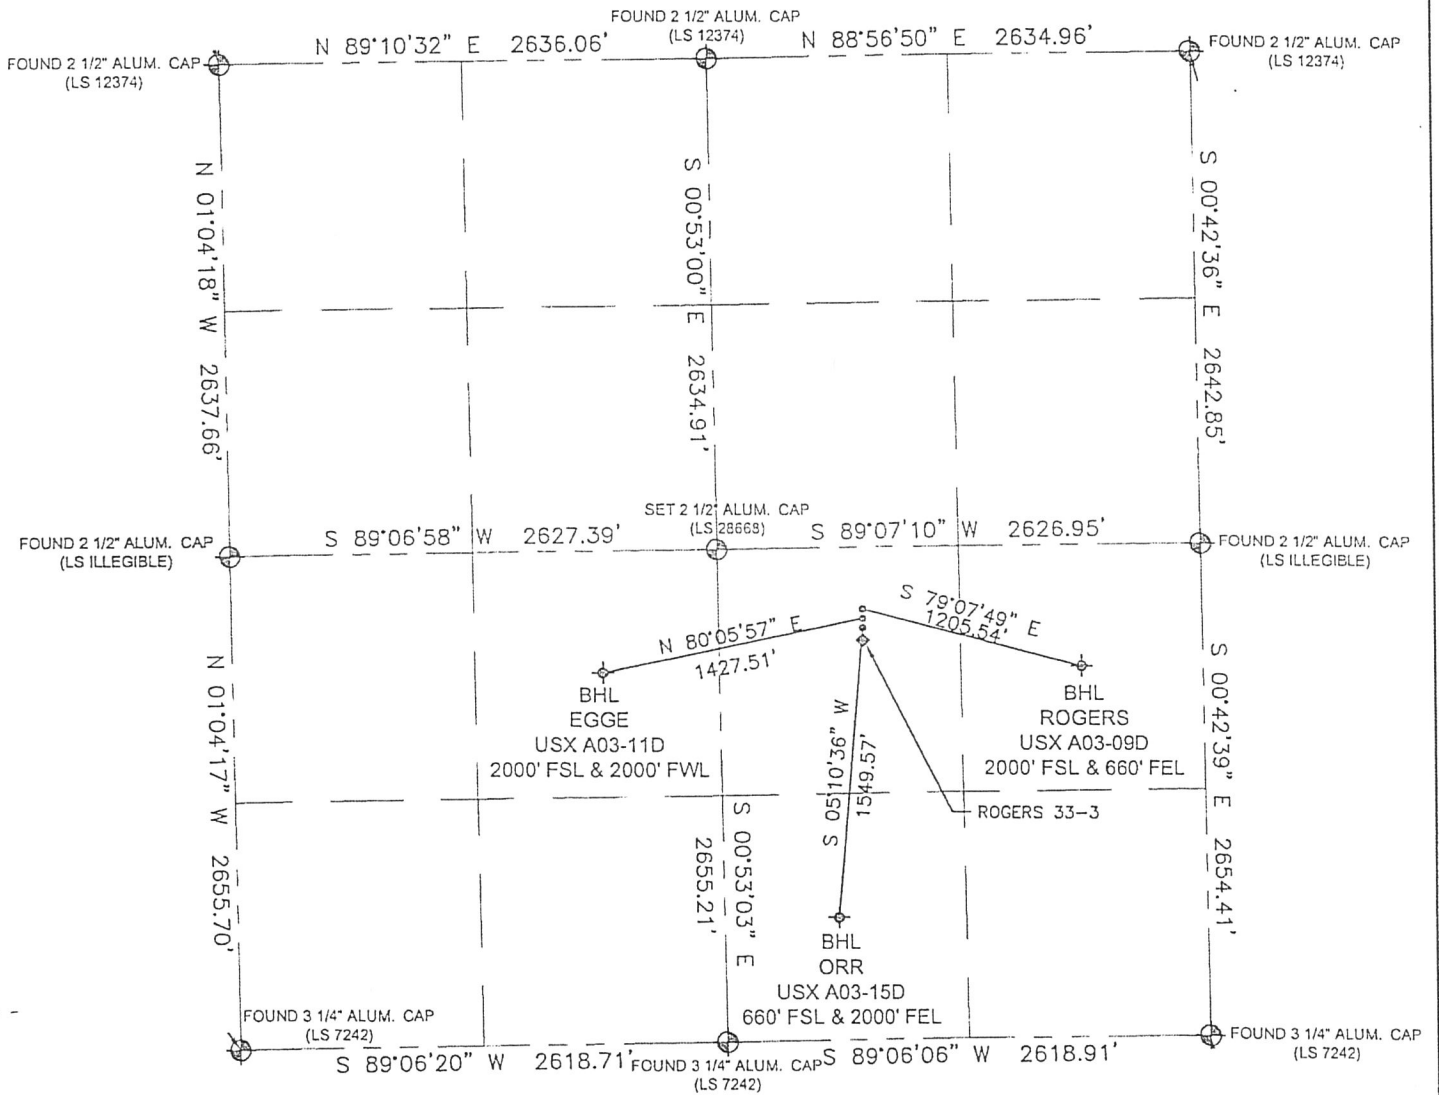 FOUND 2 1/2" ALUM. CAP
(LS 12374)
N 89°10'32" E 2636.06'
FOUND 2 1/2" ALUM. CAP
(LS 12374)
N 88°56'50" E 2634.96'
FOUND 2 1/2" ALUM. CAP
(LS 12374)
N 01°04'18" W 2637.66'
S 00°53'00" E 2634.91'
S 00°42'36" E 2642.85'
FOUND 2 1/2" ALUM. CAP
(LS ILLEGIBLE)
S 89°06'58" W 2627.39'
SET 2 1/2" ALUM. CAP
(LS 28668)
S 89°07'10" W 2626.95'
FOUND 2 1/2" ALUM. CAP
(LS ILLEGIBLE)
N 80°05'57" E
1427.51'
S 79°07'49" E
1205.54'
BHL
EGGE
USX A03-11D
2000' FSL & 2000' FWL
BHL
ROGERS
USX A03-09D
2000' FSL & 660' FEL
S 05°10'36" W
1549.57'
ROGERS 33-3
N 01°04'17" W 2655.70'
S 00°53'03" E
2655.21'
S 00°42'39" E 2654.41'
BHL
ORR
USX A03-15D
660' FSL & 2000' FEL
FOUND 3 1/4" ALUM. CAP
(LS 7242)
S 89°06'20" W 2618.71'
FOUND 3 1/4" ALUM. CAP
(LS 7242)
S 89°06'06" W 2618.91'
FOUND 3 1/4" ALUM. CAP
(LS 7242)